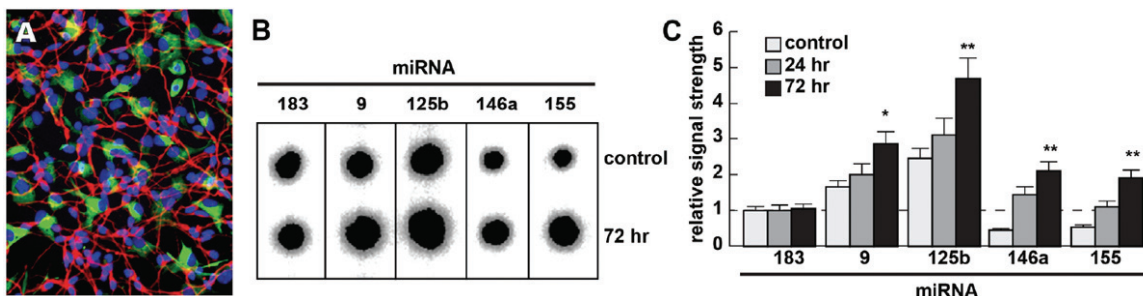 A
B
miRNA
183 9 125b 146a 155
control
72 hr
C
relative signal strength
6
5
4
3
2
1
0
control
24 hr
72 hr
*
**
**
**
183 9 125b 146a 155
miRNA